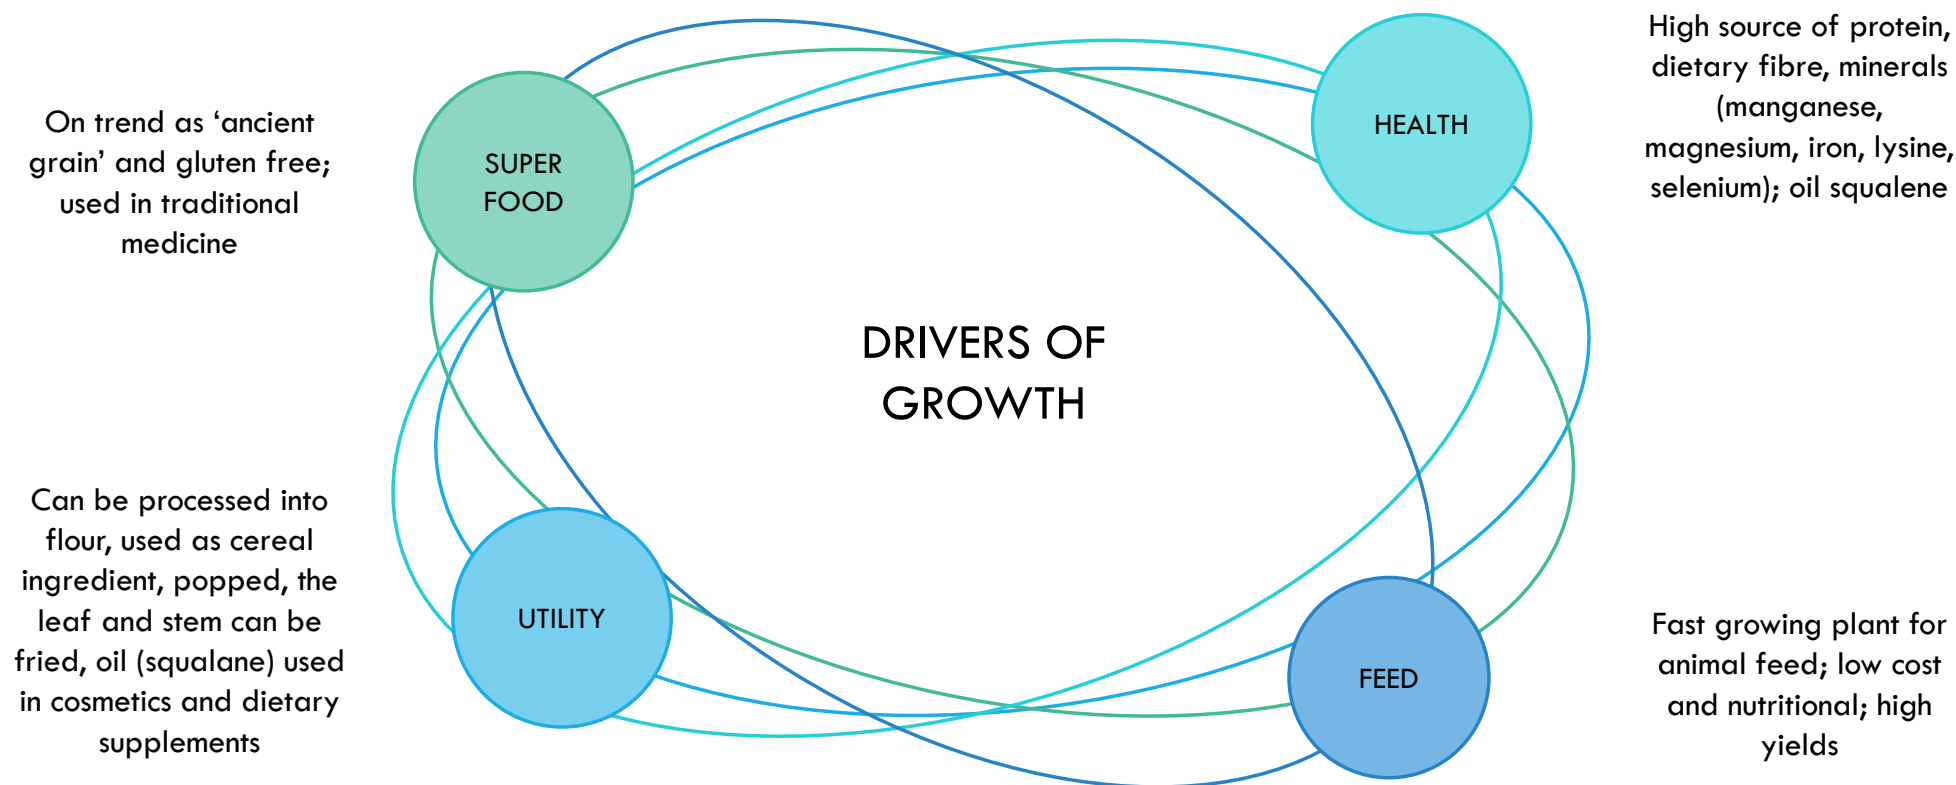 On trend as ‘ancient
grain’ and gluten free;
used in traditional
medicine
SUPER
FOOD
HEALTH
High source of protein,
dietary fibre, minerals
(manganese,
magnesium, iron, lysine,
selenium); oil squalene
DRIVERS OF
GROWTH
Can be processed into
flour, used as cereal
ingredient, popped, the
leaf and stem can be
fried, oil (squalane) used
in cosmetics and dietary
supplements
UTILITY
FEED
Fast growing plant for
animal feed; low cost
and nutritional; high
yields